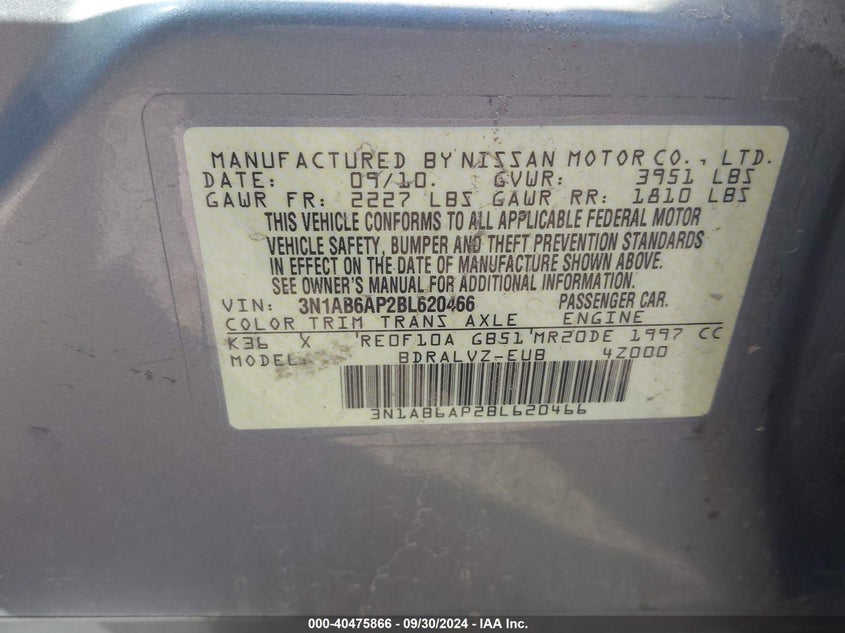 MANUFACTURED BY NISSAN MOTOR CO., LTD.
DATE: 09/10. GVWR: 3951 LBS
GAWR FR: 2227 LBS GAWR RR: 1810 LBS
THIS VEHICLE CONFORMS TO ALL APPLICABLE FEDERAL MOTOR
VEHICLE SAFETY, BUMPER AND THEFT PREVENTION STANDARDS
IN EFFECT ON THE DATE OF MANUFACTURE SHOWN ABOVE.
SEE OWNER'S MANUAL FOR ADDITIONAL INFORMATION.
VIN: 3N1AB6AP2BL620466 PASSENGER CAR.
COLOR TRIM TRANS AXLE ENGINE
K36 X RE0F10A GB51 MR20DE 1997 CC
MODEL: BDRALVZ-EUB 4Z000
3N1AB6AP2BL620466
000-40475866 - 09/30/2024 - IAA Inc.